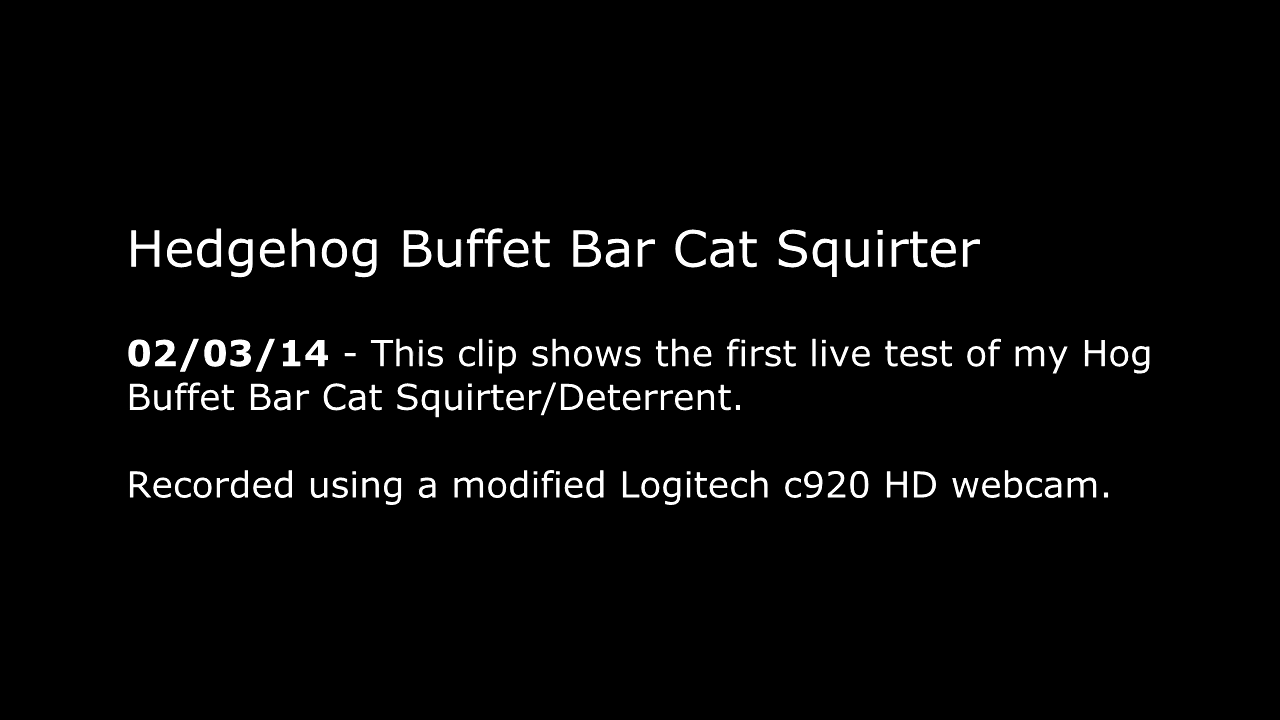 Hedgehog Buffet Bar Cat Squirter
02/03/14 - This clip shows the first live test of my Hog
Buffet Bar Cat Squirter/Deterrent.
Recorded using a modified Logitech c920 HD webcam.